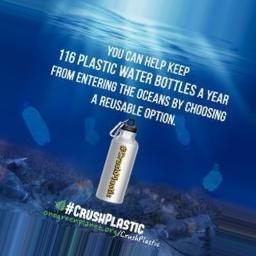 YOU CAN HELP KEEP
116 PLASTIC WATER BOTTLES A YEAR
FROM ENTERING THE OCEANS BY CHOOSING
A REUSABLE OPTION.
#CrushPlastic
#CRUSHPLASTIC
onegreenplanet.org/CrushPlastic